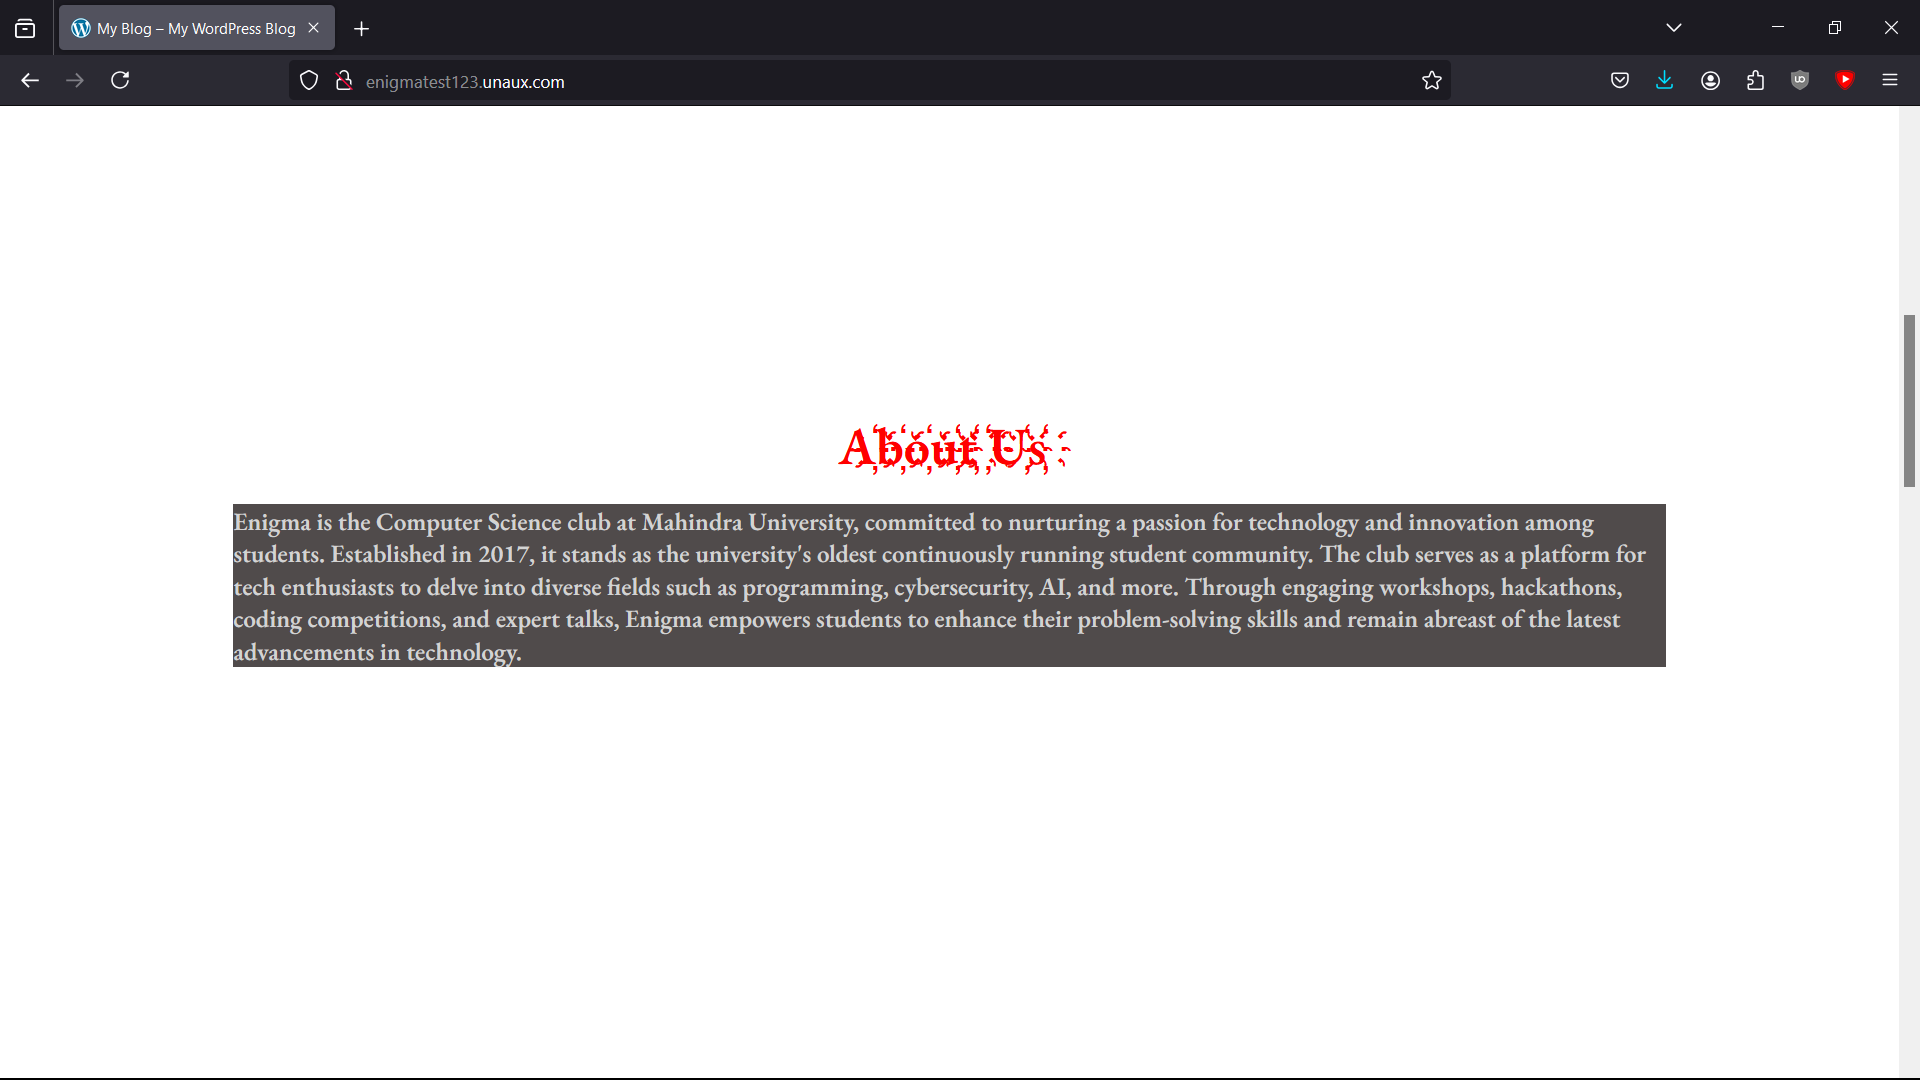 My Blog – My WordPress Blog
enigmatest123.unaux.com
About Us
Enigma is the Computer Science club at Mahindra University, committed to nurturing a passion for technology and innovation among
students. Established in 2017, it stands as the university's oldest continuously running student community. The club serves as a platform for
tech enthusiasts to delve into diverse fields such as programming, cybersecurity, AI, and more. Through engaging workshops, hackathons,
coding competitions, and expert talks, Enigma empowers students to enhance their problem-solving skills and remain abreast of the latest
advancements in technology.